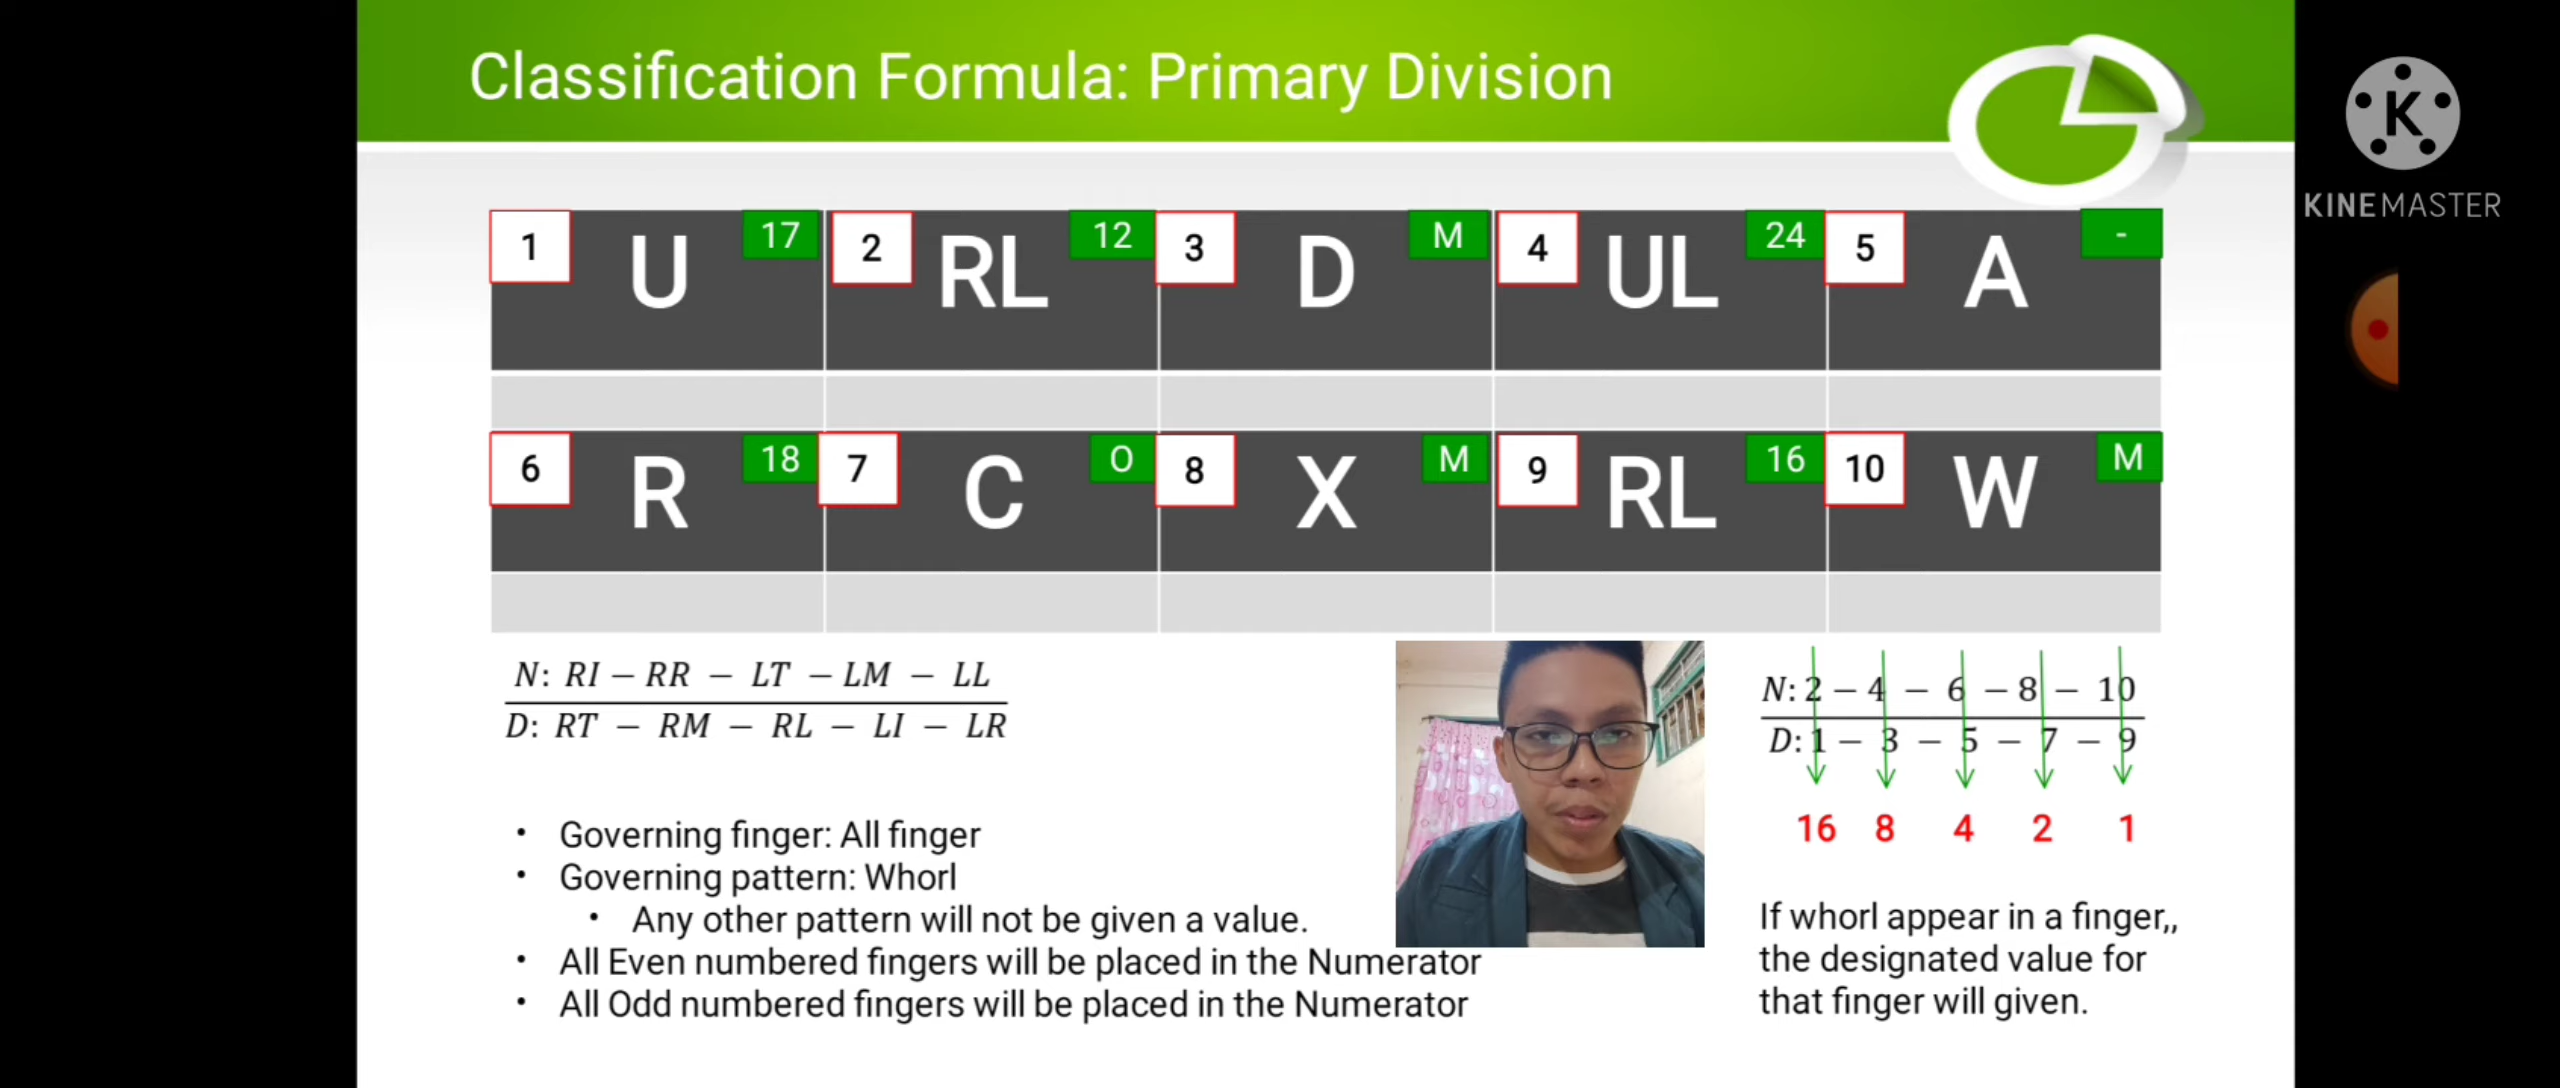 Classification Formula: Primary Division
K
KINEMASTER
1 U 17 2 RL 12 3 D M 4 UL 24 5 A -
6 R 18 7 C O 8 X M 9 RL 16 10 W M
N: RI – RR – LT – LM – LL
D: RT – RM – RL – LI – LR
N: 2 – 4 – 6 – 8 – 10
D: 1 – 3 – 5 – 7 – 9
16 8 4 2 1
• Governing finger: All finger
• Governing pattern: Whorl
• Any other pattern will not be given a value.
• All Even numbered fingers will be placed in the Numerator
• All Odd numbered fingers will be placed in the Numerator
If whorl appear in a finger,,
the designated value for
that finger will given.